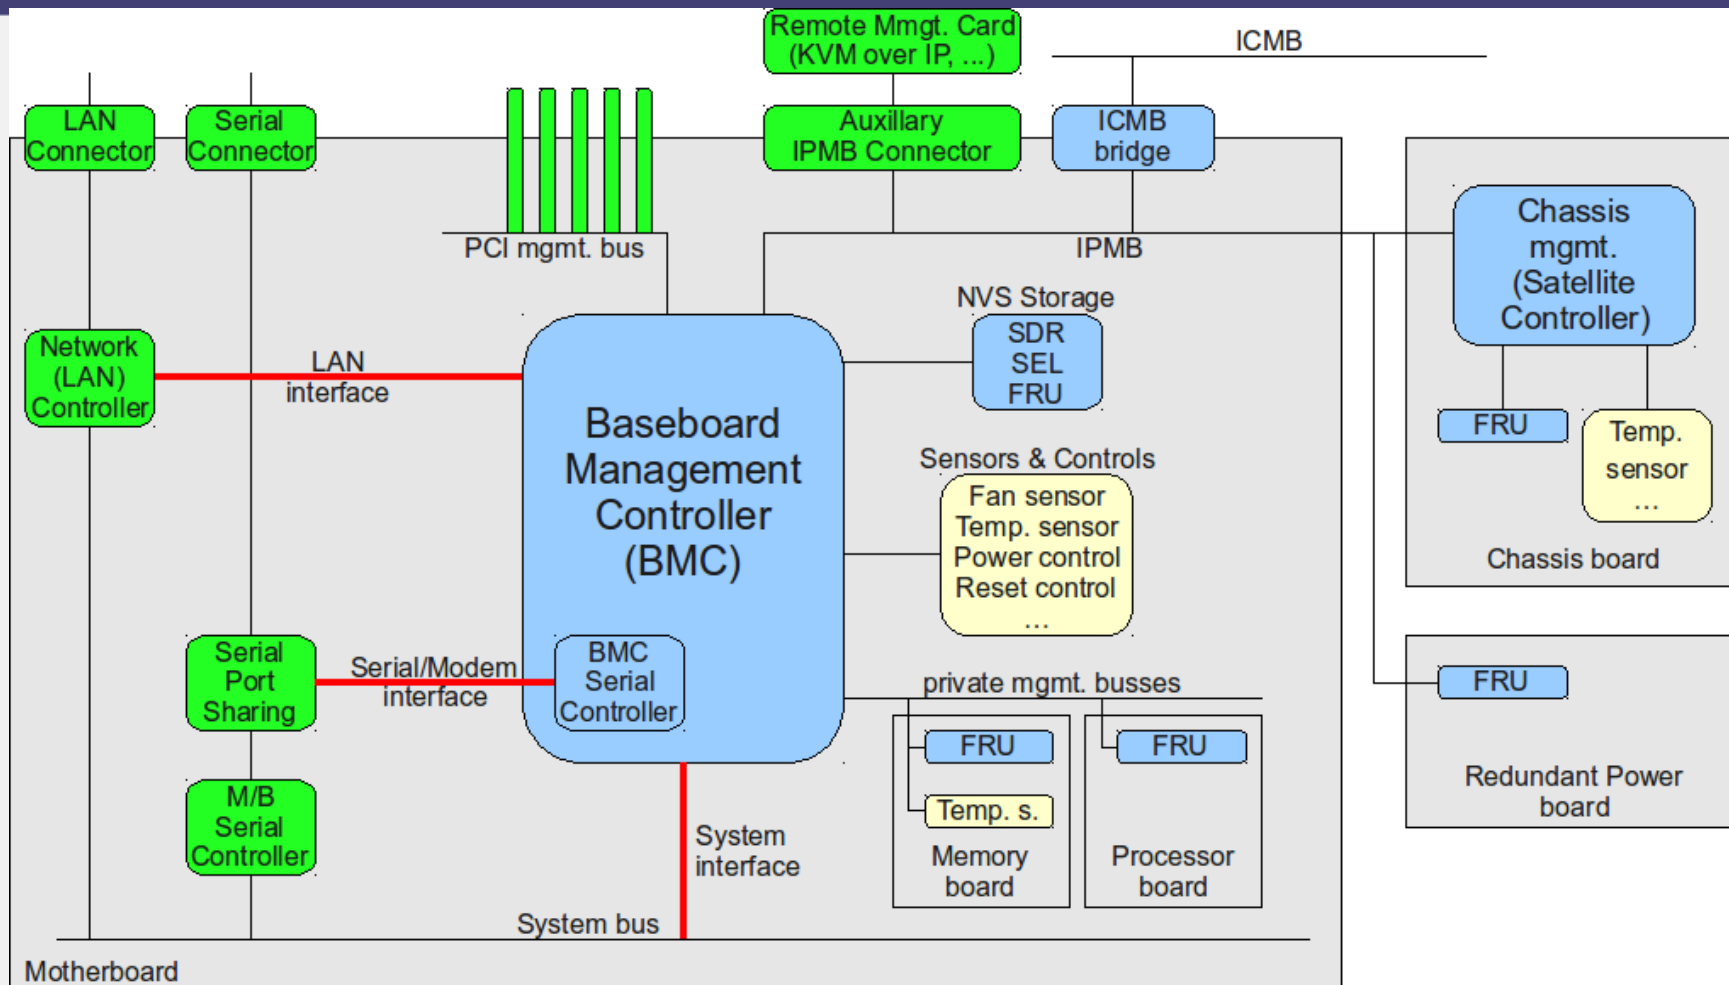 Remote Mmgt. Card
(KVM over IP, ...)
ICMB
LAN
Connector
Serial
Connector
Auxillary
IPMB Connector
ICMB
bridge
PCI mgmt. bus
IPMB
Chassis
mgmt.
(Satellite
Controller)
NVS Storage
SDR
SEL
FRU
Network
(LAN)
Controller
LAN
interface
Baseboard
Management
Controller
(BMC)
FRU
Temp.
sensor
...
Chassis board
Sensors & Controls
Fan sensor
Temp. sensor
Power control
Reset control
...
Serial
Port
Sharing
Serial/Modem
interface
BMC
Serial
Controller
private mgmt. busses
FRU
Temp. s.
Memory
board
FRU
Processor
board
FRU
Redundant Power
board
M/B
Serial
Controller
System
interface
System bus
Motherboard